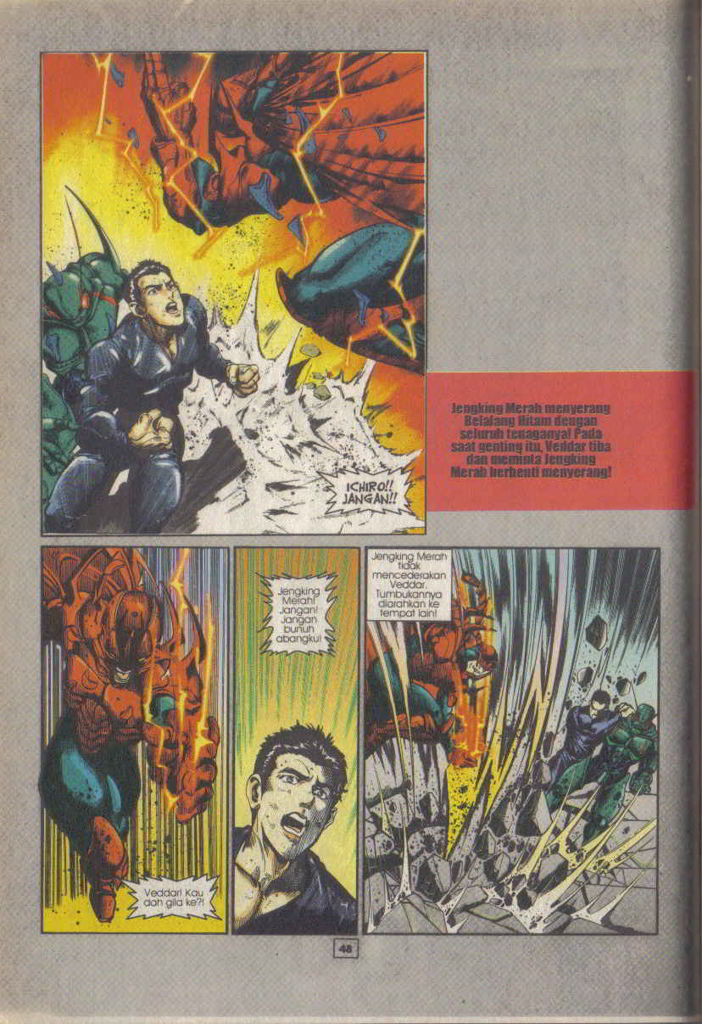 ICHIRO!!
JANGAN!!
Jengking Merah menyerang
Belalang Hitam dengan
seluruh tenaganya! Pada
saat genting itu, Veddar tiba
dan meminta Jengking
Merah berhenti menyerang!
Veddar! Kau
dah gila ke?!
Jengking
Merah!
Jangan!
Jangan
bunuh
abangku!
Jengking Merah
tidak
mencederakan
Veddar.
Tumbukannya
diarahkan ke
tempat lain!
48